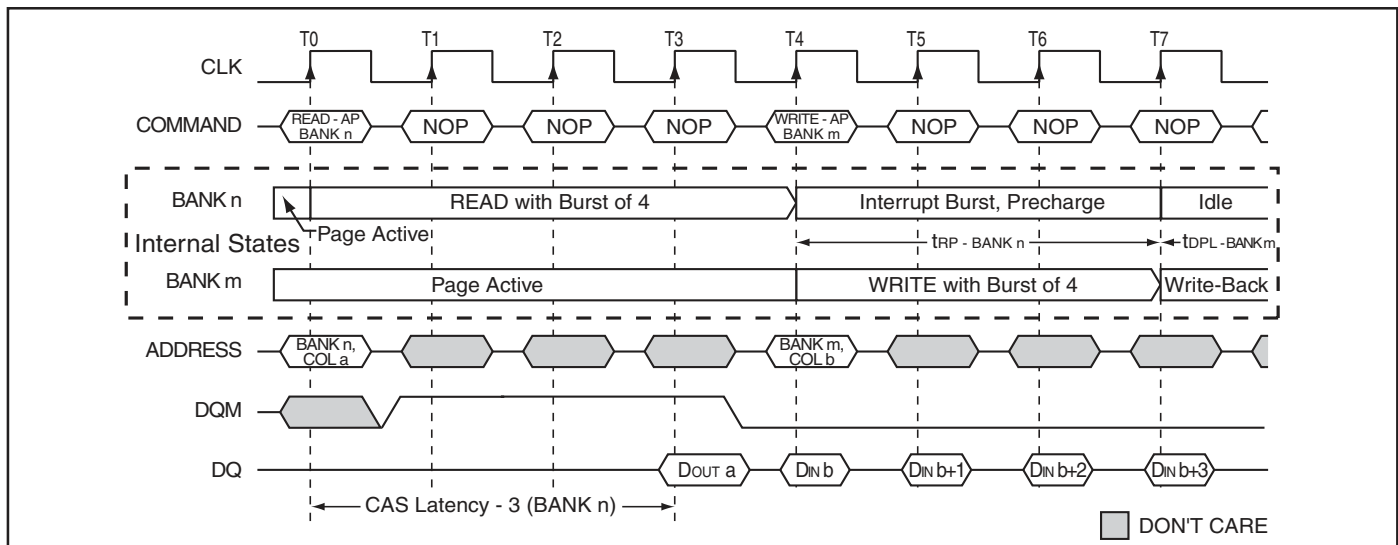 T0 T1 T2 T3 T4 T5 T6 T7
CLK
COMMAND READ - AP BANK n NOP NOP NOP WRITE - AP BANK m NOP NOP NOP
BANK n READ with Burst of 4 Interrupt Burst, Precharge Idle
Internal States Page Active tRP - BANK n tDPL - BANK m
BANK m Page Active WRITE with Burst of 4 Write-Back
ADDRESS BANK n, COL a BANK m, COL b
DQM
DQ DOUT a DIN b DIN b+1 DIN b+2 DIN b+3
CAS Latency - 3 (BANK n)
DON'T CARE